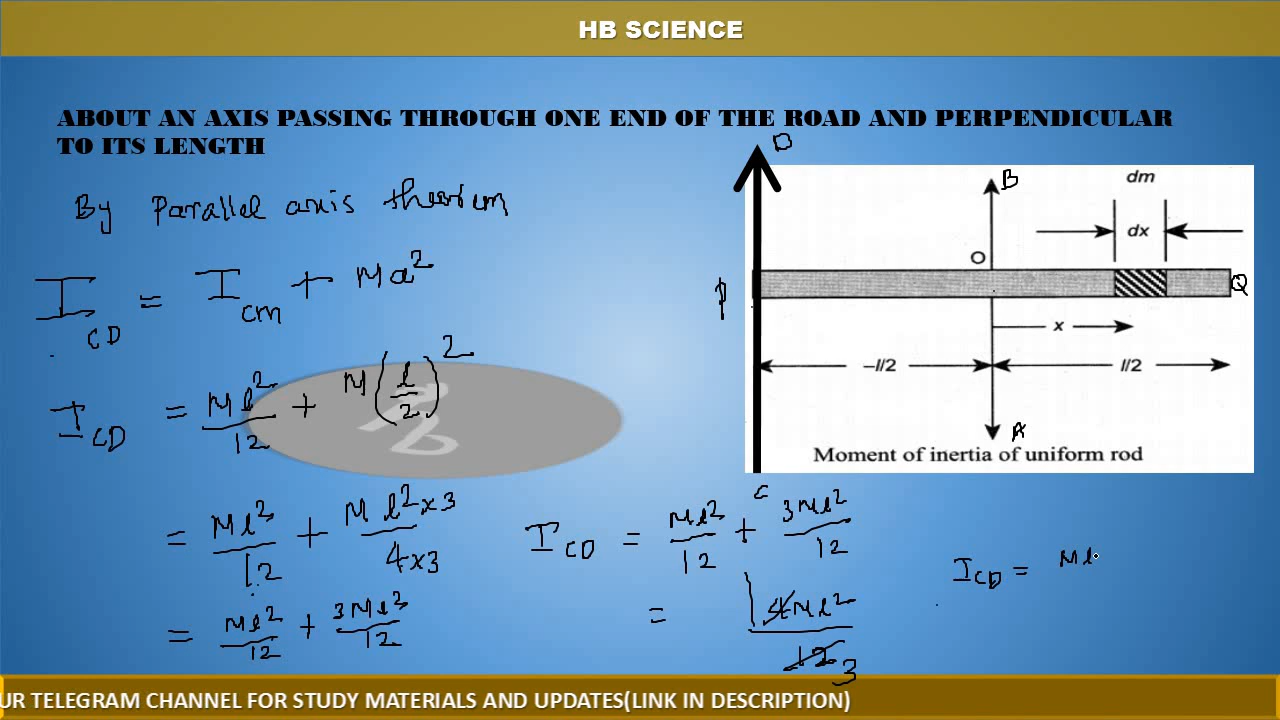 HB SCIENCE
ABOUT AN AXIS PASSING THROUGH ONE END OF THE ROAD AND PERPENDICULAR
TO ITS LENGTH
By Parallel axis theorem
I_CD = I_cm + Ma²
I_CD = Ml²/12 + M(l/2)²
= Ml²/12 + Ml²×3/4×3
= Ml²/12 + 3Ml²/12
D
B
dm
dx
O
P
Q
x
-l/2
l/2
A
Moment of inertia of uniform rod
C
I_CD = Ml²/12 + 3Ml²/12
= 1 4Ml²/12 3
I_CD = Ml
UR TELEGRAM CHANNEL FOR STUDY MATERIALS AND UPDATES(LINK IN DESCRIPTION)